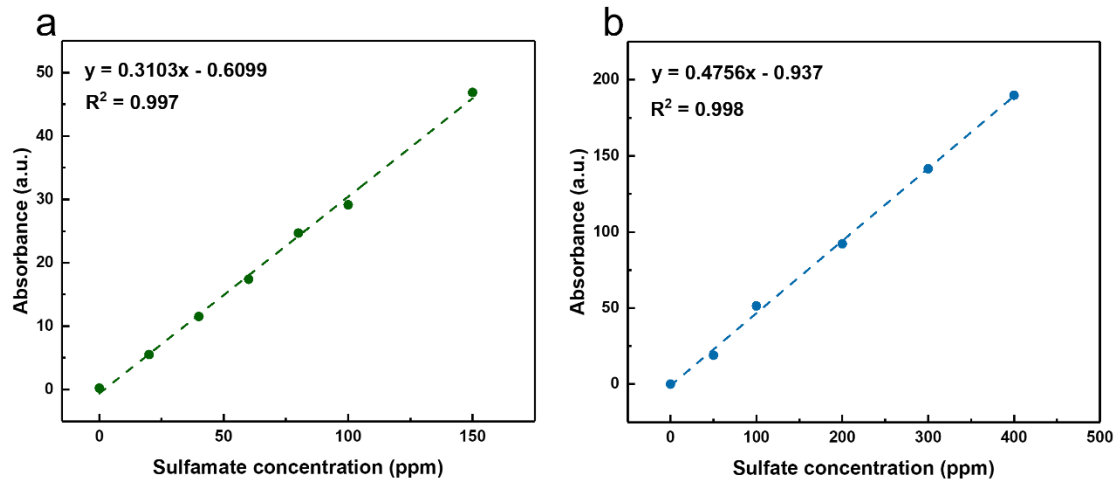 a
y = 0.3103x - 0.6099
R² = 0.997
Absorbance (a.u.)
50
40
30
20
10
0
0 50 100 150
Sulfamate concentration (ppm)
b
y = 0.4756x - 0.937
R² = 0.998
Absorbance (a.u.)
200
150
100
50
0
0 100 200 300 400 500
Sulfate concentration (ppm)